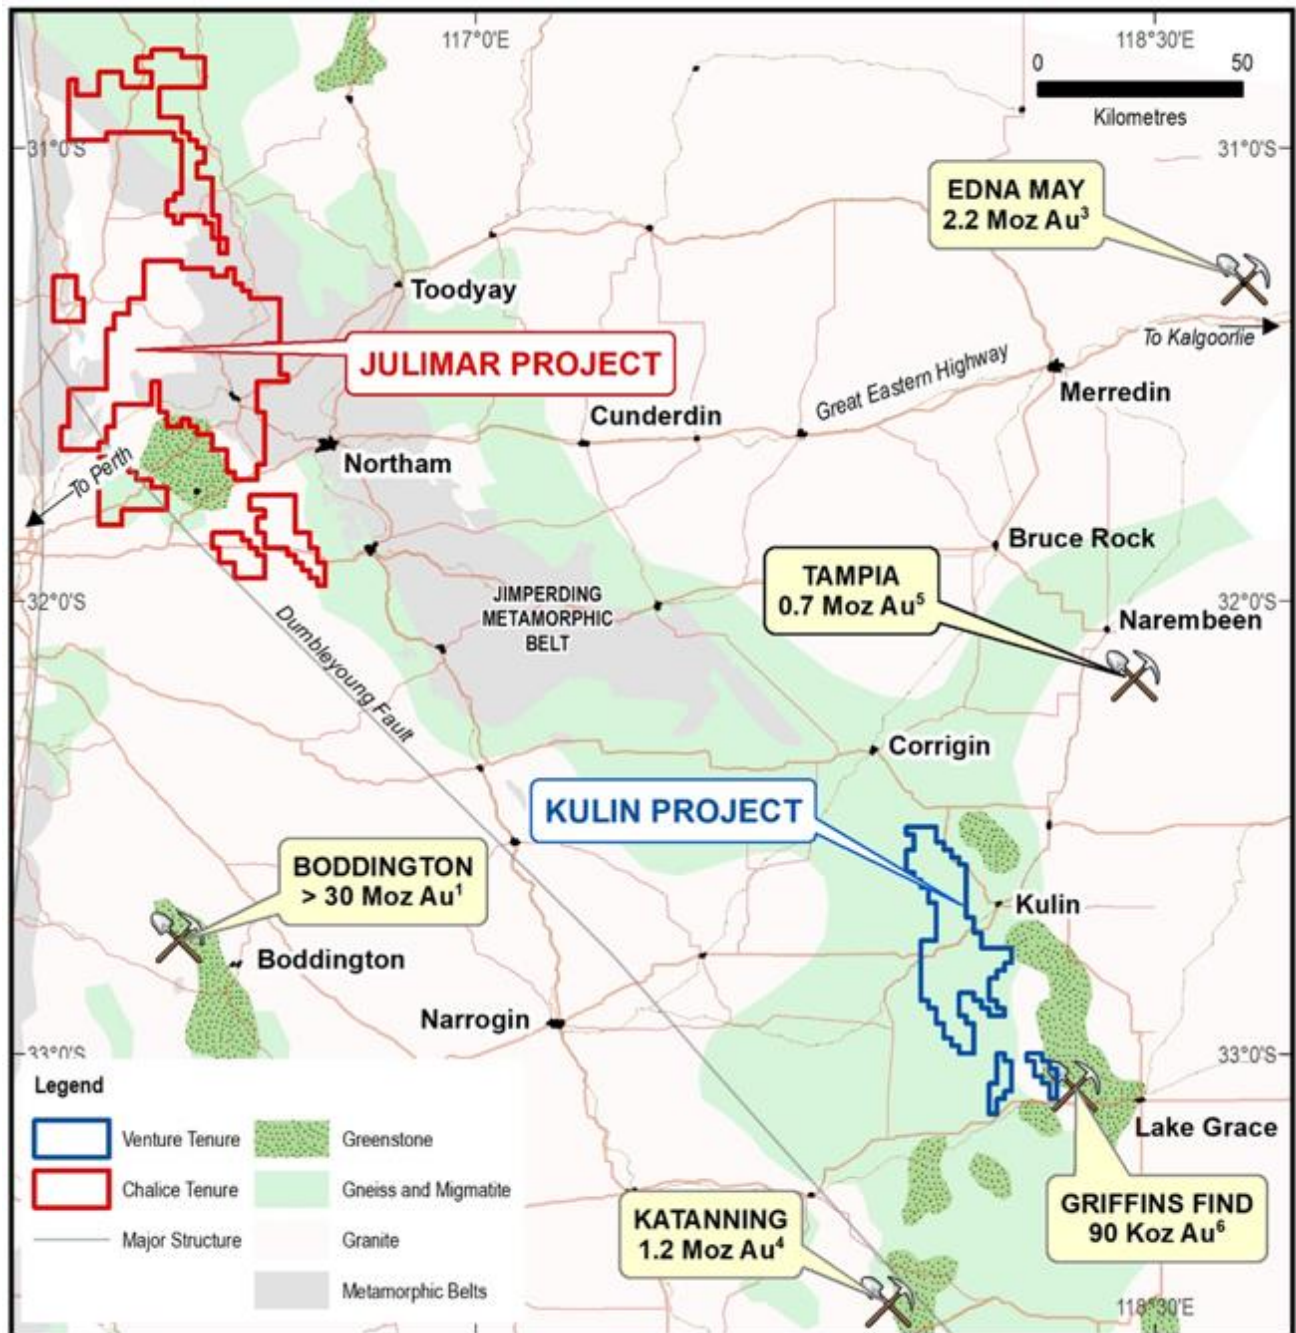 117°0'E
118°30'E
0 50
Kilometres
31°0'S
31°0'S
EDNA MAY
2.2 Moz Au³
To Kalgoorlie
Toodyay
JULIMAR PROJECT
Great Eastern Highway
Merredin
Cunderdin
Northam
To Perth
Bruce Rock
TAMPIA
0.7 Moz Au⁵
JIMPERDING
METAMORPHIC
BELT
32°0'S
32°0'S
Narembeen
Dumbleyoung Fault
Corrigin
KULIN PROJECT
BODDINGTON
> 30 Moz Au¹
Kulin
Boddington
Narrogin
33°0'S
33°0'S
Legend
Venture Tenure
Greenstone
Chalice Tenure
Gneiss and Migmatite
Major Structure
Granite
Metamorphic Belts
Lake Grace
GRIFFINS FIND
90 Koz Au⁶
KATANNING
1.2 Moz Au⁴
118°30'E